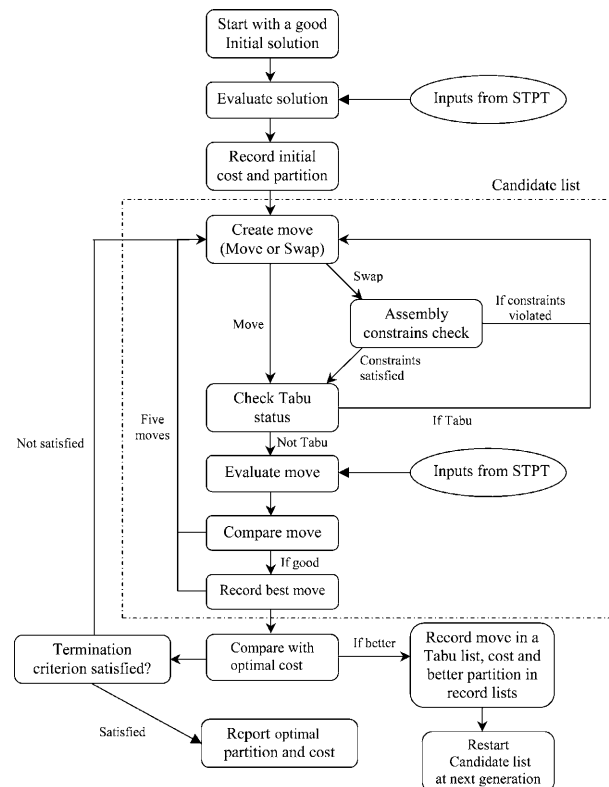 Start with a good
Initial solution
Evaluate solution
Inputs from STPT
Record initial
cost and partition
Candidate list
Create move
(Move or Swap)
Swap
If constraints
violated
Assembly
constrains check
Move
Constraints
satisfied
Check Tabu
status
If Tabu
Five
moves
Not satisfied
Not Tabu
Evaluate move
Inputs from STPT
Compare move
If good
Record best move
Termination
criterion satisfied?
Compare with
optimal cost
If better
Record move in a
Tabu list, cost and
better partition in
record lists
Satisfied
Report optimal
partition and cost
Restart
Candidate list
at next generation